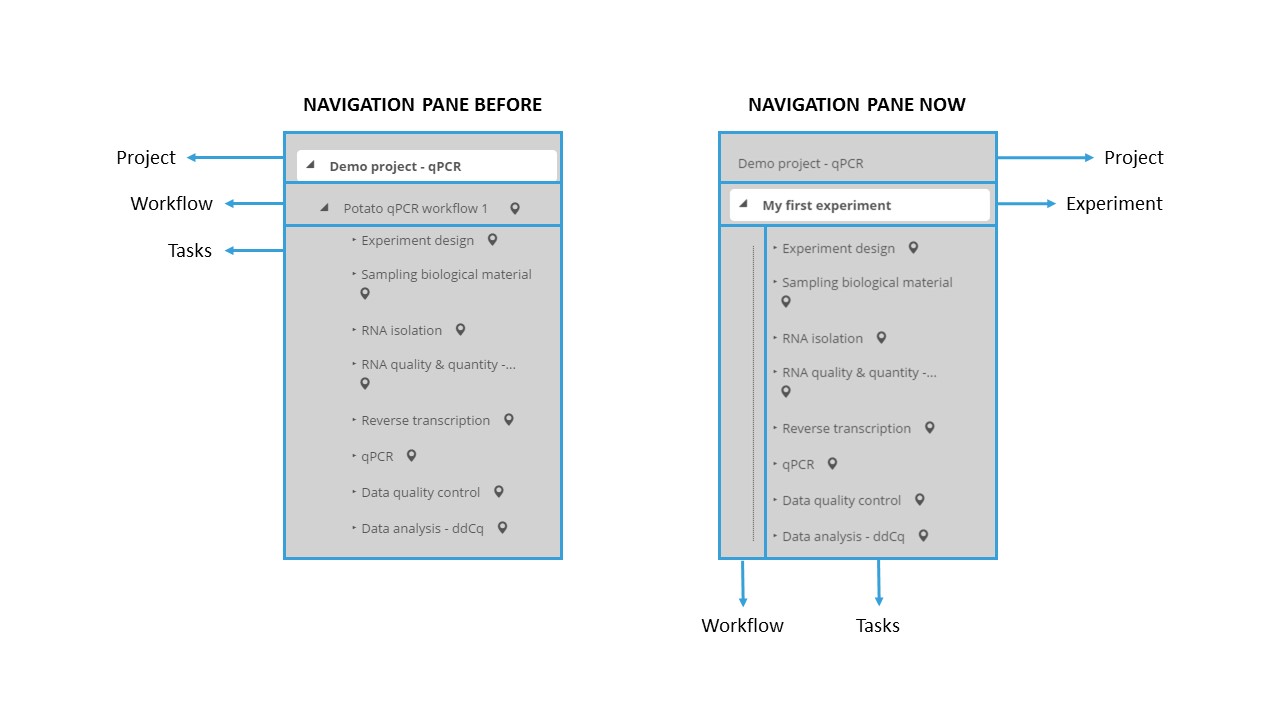 NAVIGATION PANE BEFORE
Project
Workflow
Tasks
Demo project - qPCR
Potato qPCR workflow 1
Experiment design
Sampling biological material
RNA isolation
RNA quality & quantity -...
Reverse transcription
qPCR
Data quality control
Data analysis - ddCq
NAVIGATION PANE NOW
Demo project - qPCR
My first experiment
Experiment design
Sampling biological material
RNA isolation
RNA quality & quantity -...
Reverse transcription
qPCR
Data quality control
Data analysis - ddCq
Project
Experiment
Workflow
Tasks